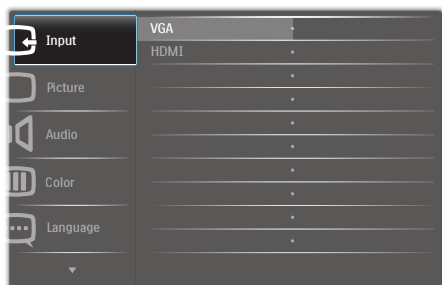 Input
VGA
HDMI
Picture
Audio
Color
Language